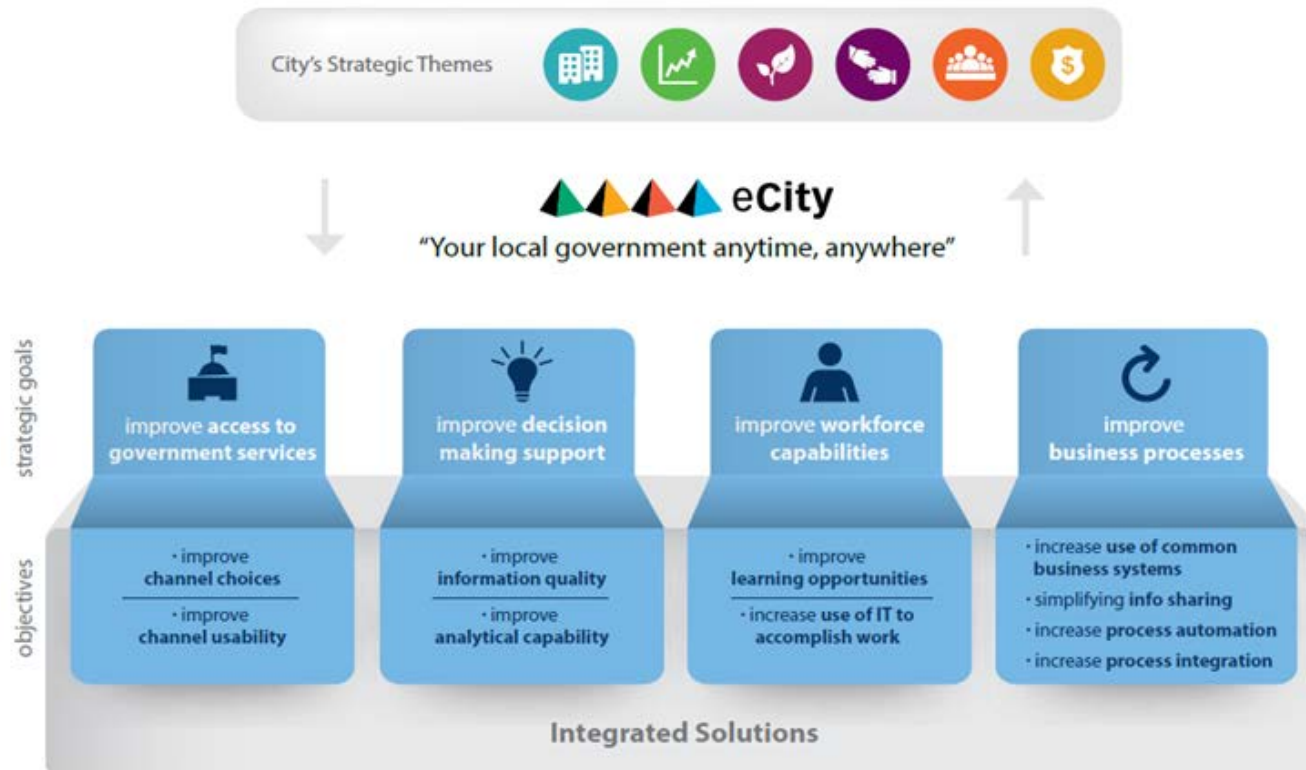 City's Strategic Themes
$
eCity
“Your local government anytime, anywhere”
strategic goals
improve access to
government services
improve decision
making support
improve workforce
capabilities
improve
business processes
objectives
· improve
channel choices
· improve
channel usability
· improve
information quality
· improve
analytical capability
· improve
learning opportunities
· increase use of IT to
accomplish work
· increase use of common
business systems
· simplifying info sharing
· increase process automation
· increase process integration
Integrated Solutions